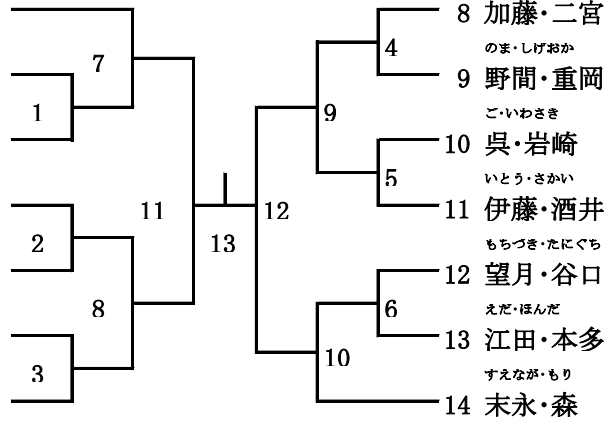 8 加藤・二宮
7
4
のま・しげおか
9 野間・重岡
1
9
ご・いわさき
10 呉・岩崎
5
いとう・さかい
11 12 11 伊藤・酒井
2 13
もちづき・たにぐち
12 望月・谷口
8 6
えだ・ほんだ
13 江田・本多
3 10
すえなが・もり
14 末永・森